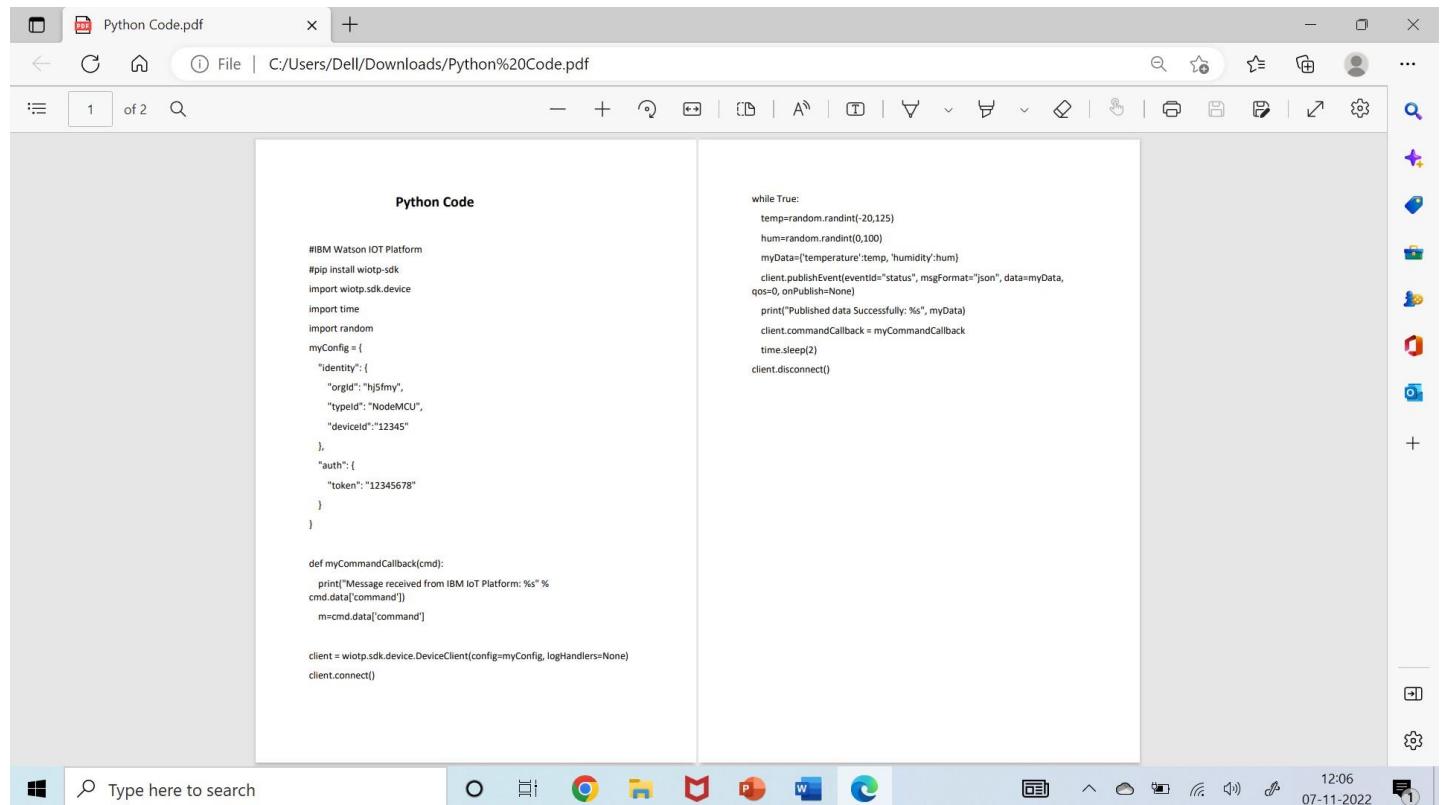 Python Code.pdf
File | C:/Users/Dell/Downloads/Python%20Code.pdf
1 of 2
Python Code
#IBM Watson IOT Platform
#pip install wiotp-sdk
import wiotp.sdk.device
import time
import random
myConfig = {
"identity": {
"orgId": "hj5fmy",
"typeId": "NodeMCU",
"deviceId":"12345"
},
"auth": {
"token": "12345678"
}
}
def myCommandCallback(cmd):
print("Message received from IBM IoT Platform: %s" %
cmd.data['command'])
m=cmd.data['command']
client = wiotp.sdk.device.DeviceClient(config=myConfig, logHandlers=None)
client.connect()
while True:
temp=random.randint(-20,125)
hum=random.randint(0,100)
myData={'temperature':temp, 'humidity':hum}
client.publishEvent(eventId="status", msgFormat="json", data=myData,
qos=0, onPublish=None)
print("Published data Successfully: %s", myData)
client.commandCallback = myCommandCallback
time.sleep(2)
client.disconnect()
Type here to search
12:06
07-11-2022
1